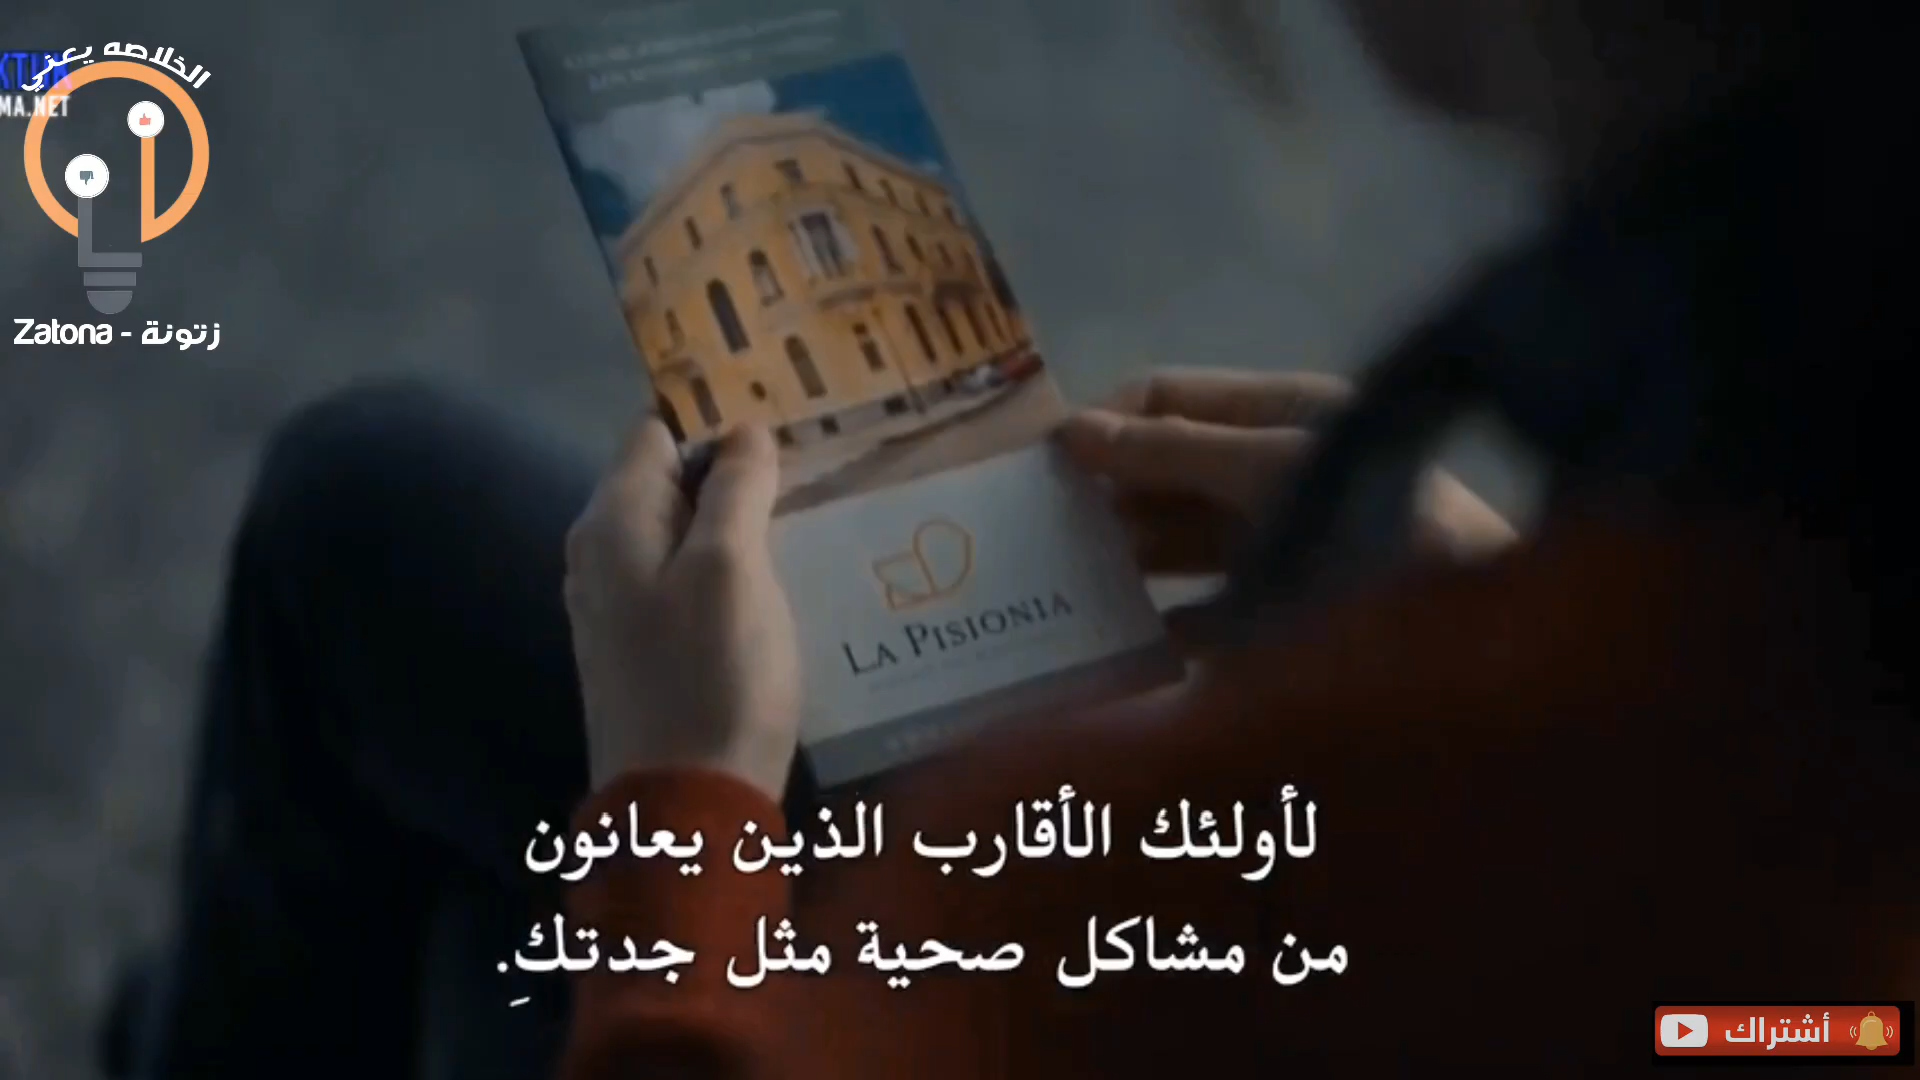 الخلاصه يعني
MA.NET
زتونة - Zatona
LA PISIONIA
لأولئك الأقارب الذين يعانون
من مشاكل صحية مثل جدتكِ.
أشتراك